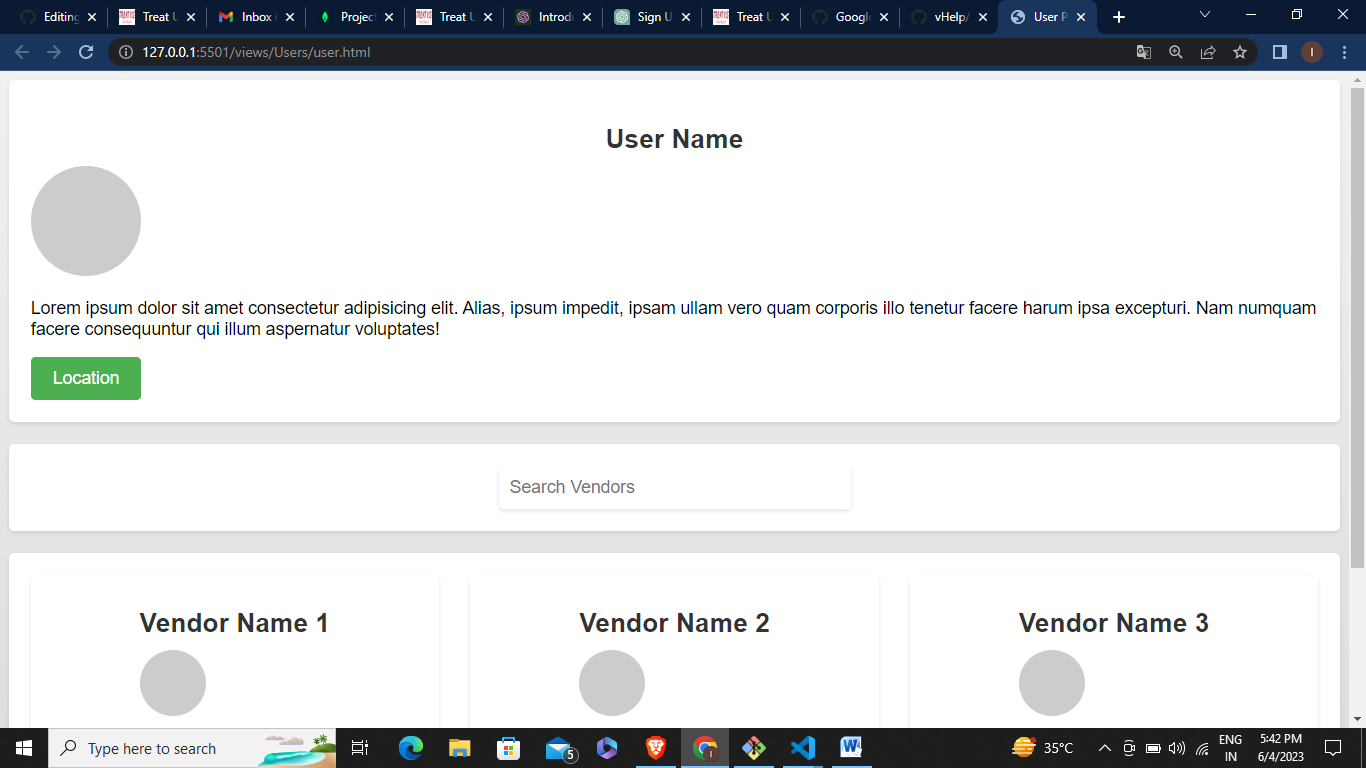 Editing Treat U Inbox Project Treat U Introdu Sign U Treat U Google vHelp/ User P
127.0.0.1:5501/views/Users/user.html
User Name
Lorem ipsum dolor sit amet consectetur adipisicing elit. Alias, ipsum impedit, ipsam ullam vero quam corporis illo tenetur facere harum ipsa excepturi. Nam numquam
facere consequuntur qui illum aspernatur voluptates!
Location
Search Vendors
Vendor Name 1 Vendor Name 2 Vendor Name 3
Type here to search 5 35°C ENG 5:42 PM
IN 6/4/2023